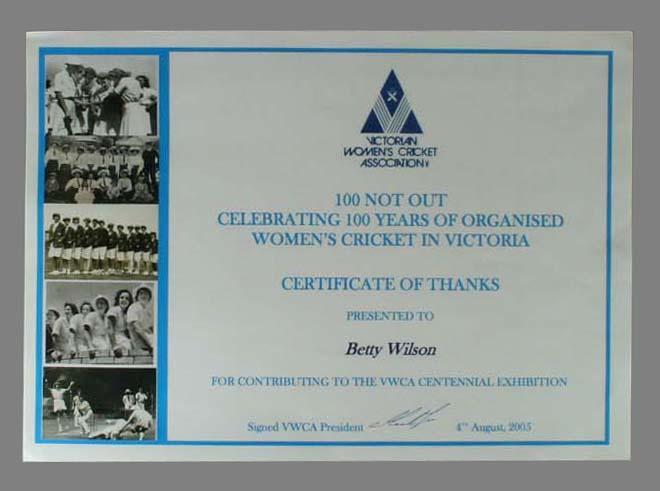 VICTORIAN
WOMEN'S CRICKET
ASSOCIATION
100 NOT OUT
CELEBRATING 100 YEARS OF ORGANISED
WOMEN'S CRICKET IN VICTORIA
CERTIFICATE OF THANKS
PRESENTED TO
Betty Wilson
FOR CONTRIBUTING TO THE VWCA CENTENNIAL EXHIBITION
Signed VWCA President 4TH August, 2005